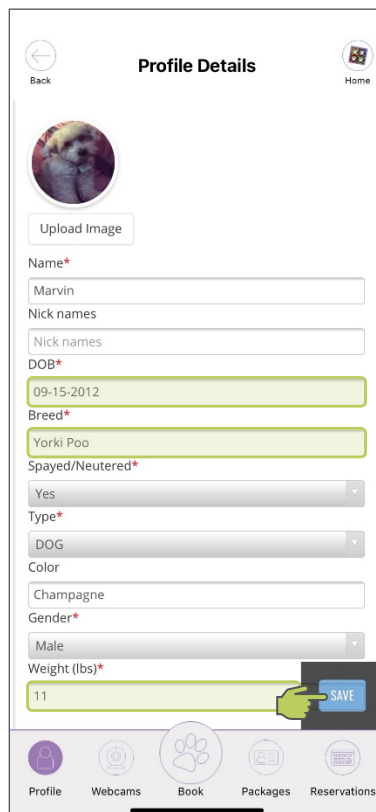 Profile Details
Back
Home
Upload Image
Name*
Marvin
Nick names
Nick names
DOB*
09-15-2012
Breed*
Yorki Poo
Spayed/Neutered*
Yes
Type*
DOG
Color
Champagne
Gender*
Male
Weight (lbs)*
11
SAVE
Profile Webcams Book Packages Reservations